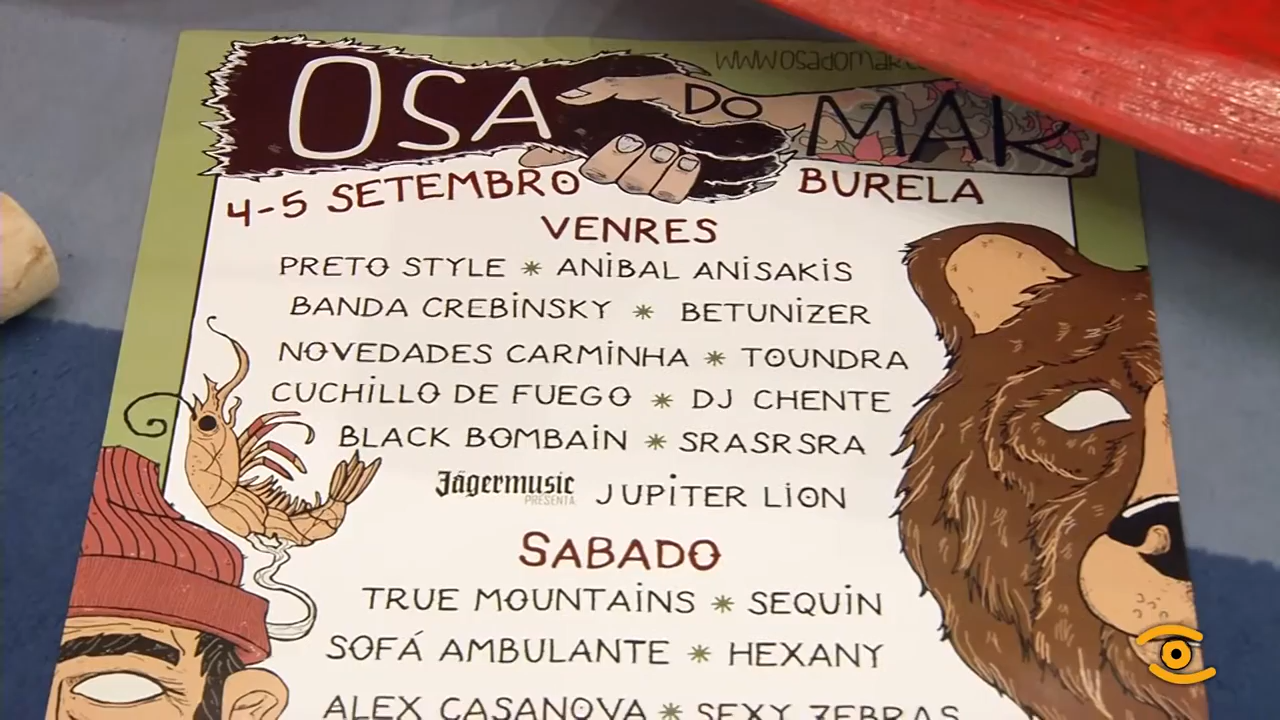 www.osadomar.
OSA DO MAR
4-5 SETEMBRO BURELA
VENRES
PRETO STYLE * ANIBAL ANISAKIS
BANDA CREBINSKY * BETUNIZER
NOVEDADES CARMINHA * TOUNDRA
CUCHILLO DE FUEGO * DJ CHENTE
BLACK BOMBAIN * SRASRSRA
Jägermusic PRESENTA JUPITER LION
SABADO
TRUE MOUNTAINS * SEQUIN
SOFÁ AMBULANTE * HEXANY
ALEX CASANOVA * SEXY ZEBRAS